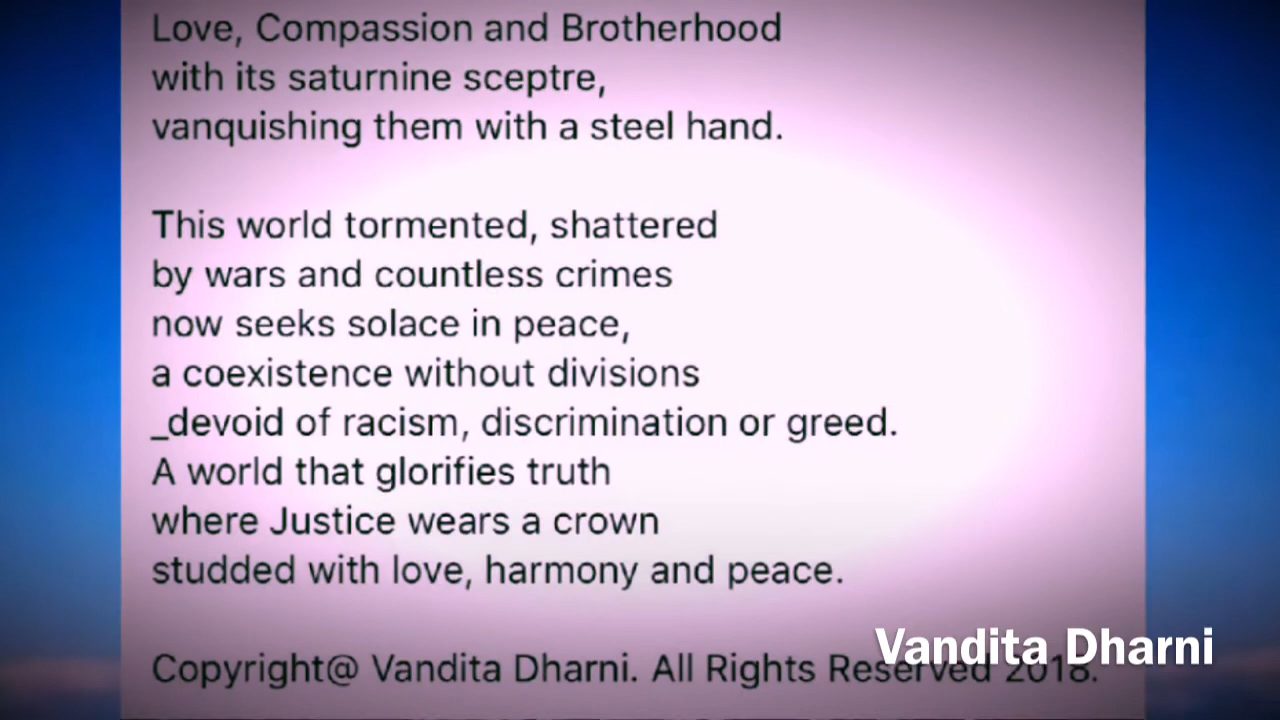 Love, Compassion and Brotherhood
with its saturnine sceptre,
vanquishing them with a steel hand.
This world tormented, shattered
by wars and countless crimes
now seeks solace in peace,
a coexistence without divisions
_devoid of racism, discrimination or greed.
A world that glorifies truth
where Justice wears a crown
studded with love, harmony and peace.
Copyright@ Vandita Dharni. All Rights Reserved 2018.
Vandita Dharni